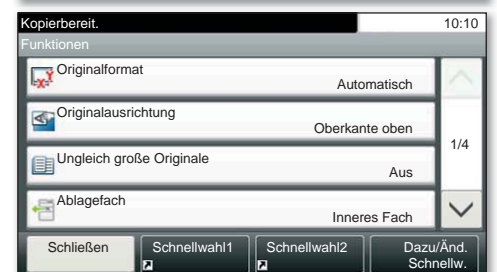 Kopierbereit.
10:10
Funktionen
Originalformat
Automatisch
Originalausrichtung
Oberkante oben
1/4
Ungleich große Originale
Aus
Ablagefach
Inneres Fach
Schließen
Schnellwahl1
Schnellwahl2
Dazu/Änd.
Schnellw.